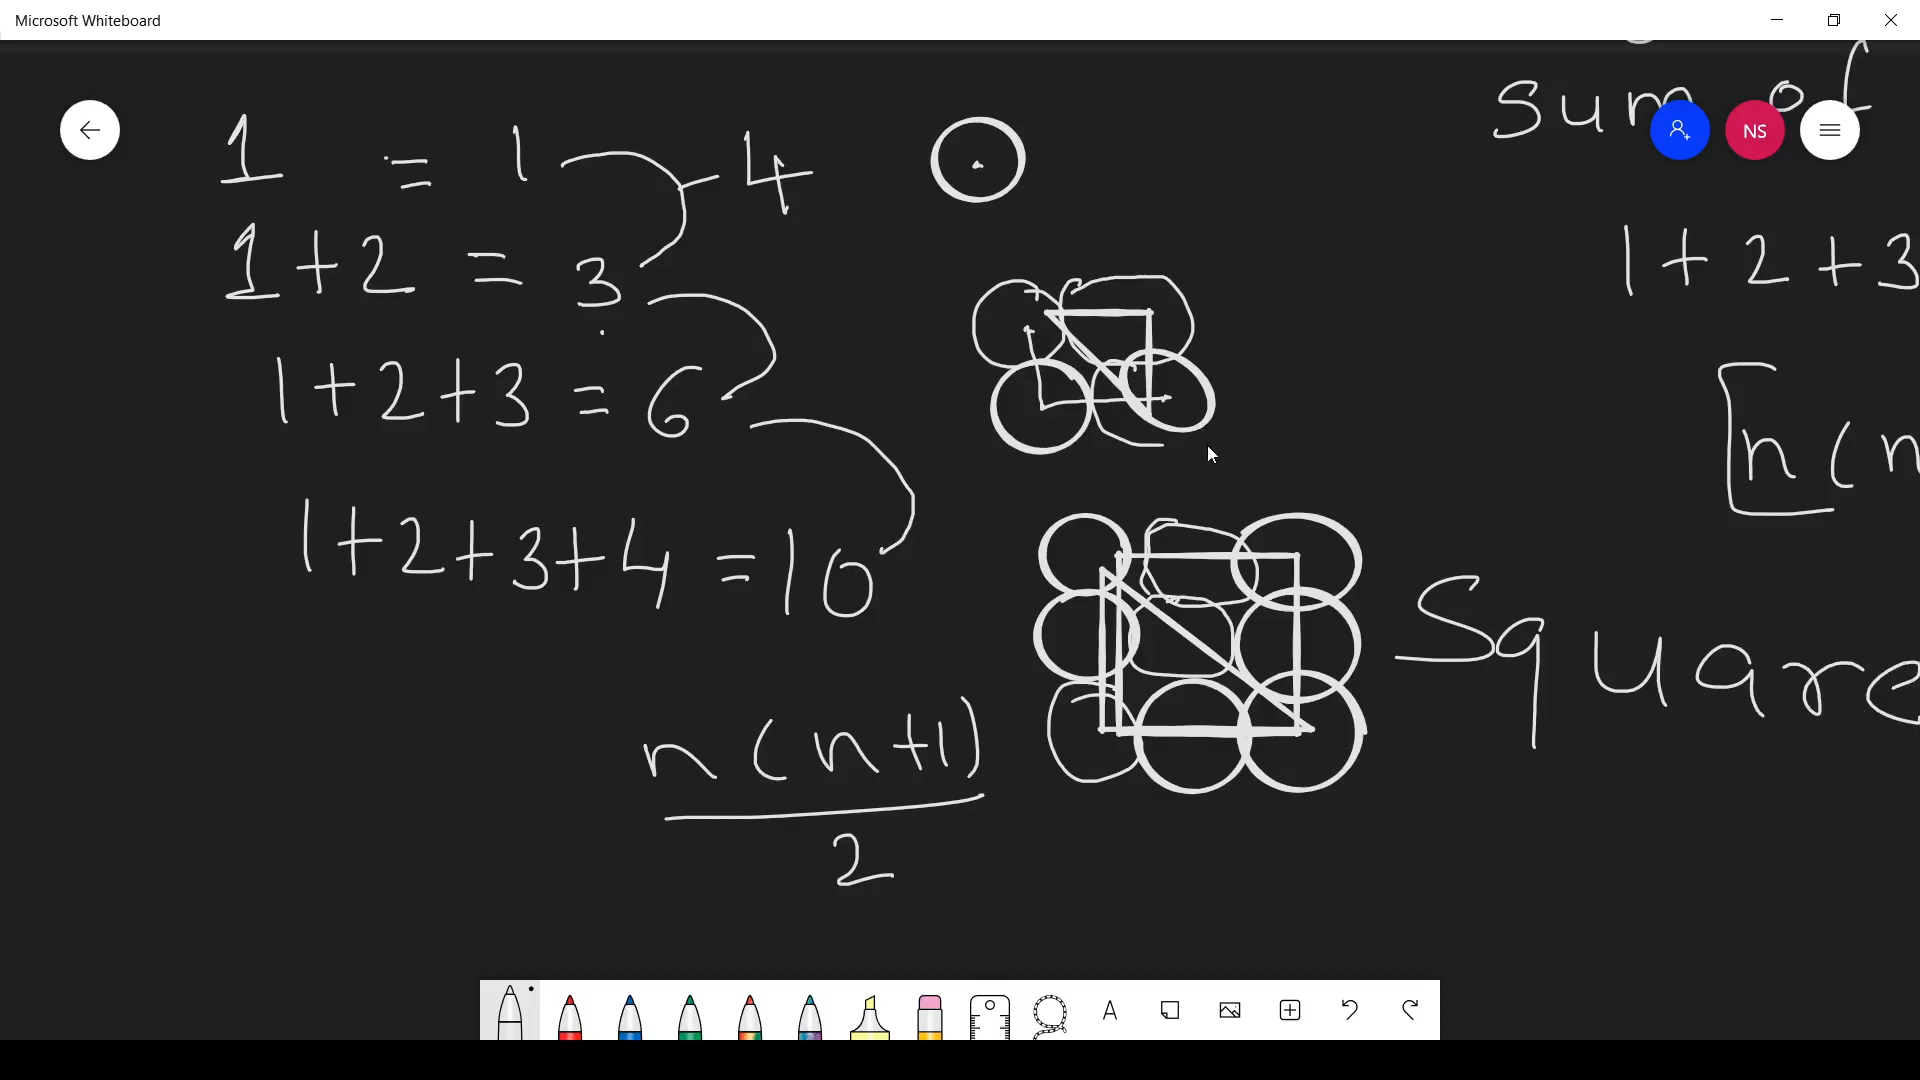 Microsoft Whiteboard
sum of
NS
1 = 1 4
1 + 2 = 3
1 + 2 + 3 = 6
1 + 2 + 3 + 4 = 10
n(n+1)
2
1 + 2 + 3
n(n
Square
A